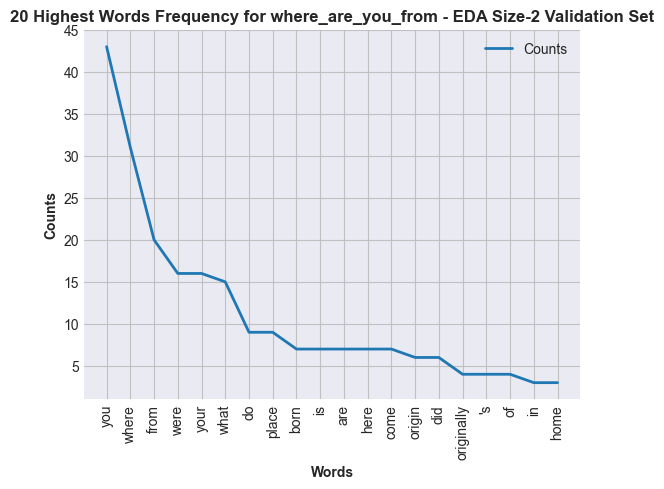 20 Highest Words Frequency for where_are_you_from - EDA Size-2 Validation Set
Counts
45
40
35
30
25
20
15
10
5
Counts
you
where
from
were
your
what
do
place
born
is
are
here
come
origin
did
originally
's
of
in
home
Words